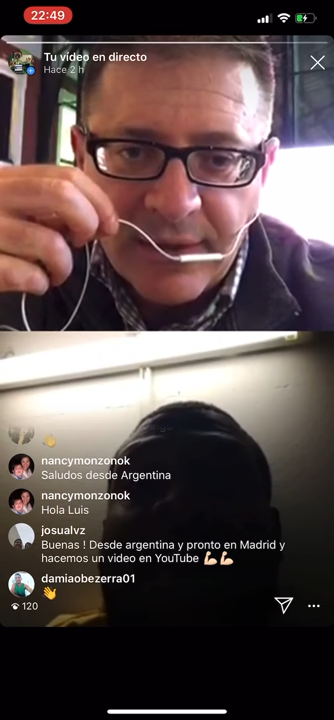 22:49
Tu video en directo
Hace 2 h
nancymonzonok
Saludos desde Argentina
nancymonzonok
Hola Luis
josualvz
Buenas ! Desde argentina y pronto en Madrid y
hacemos un video en YouTube 💪🏻💪🏻
damiaobezerra01
👋
120